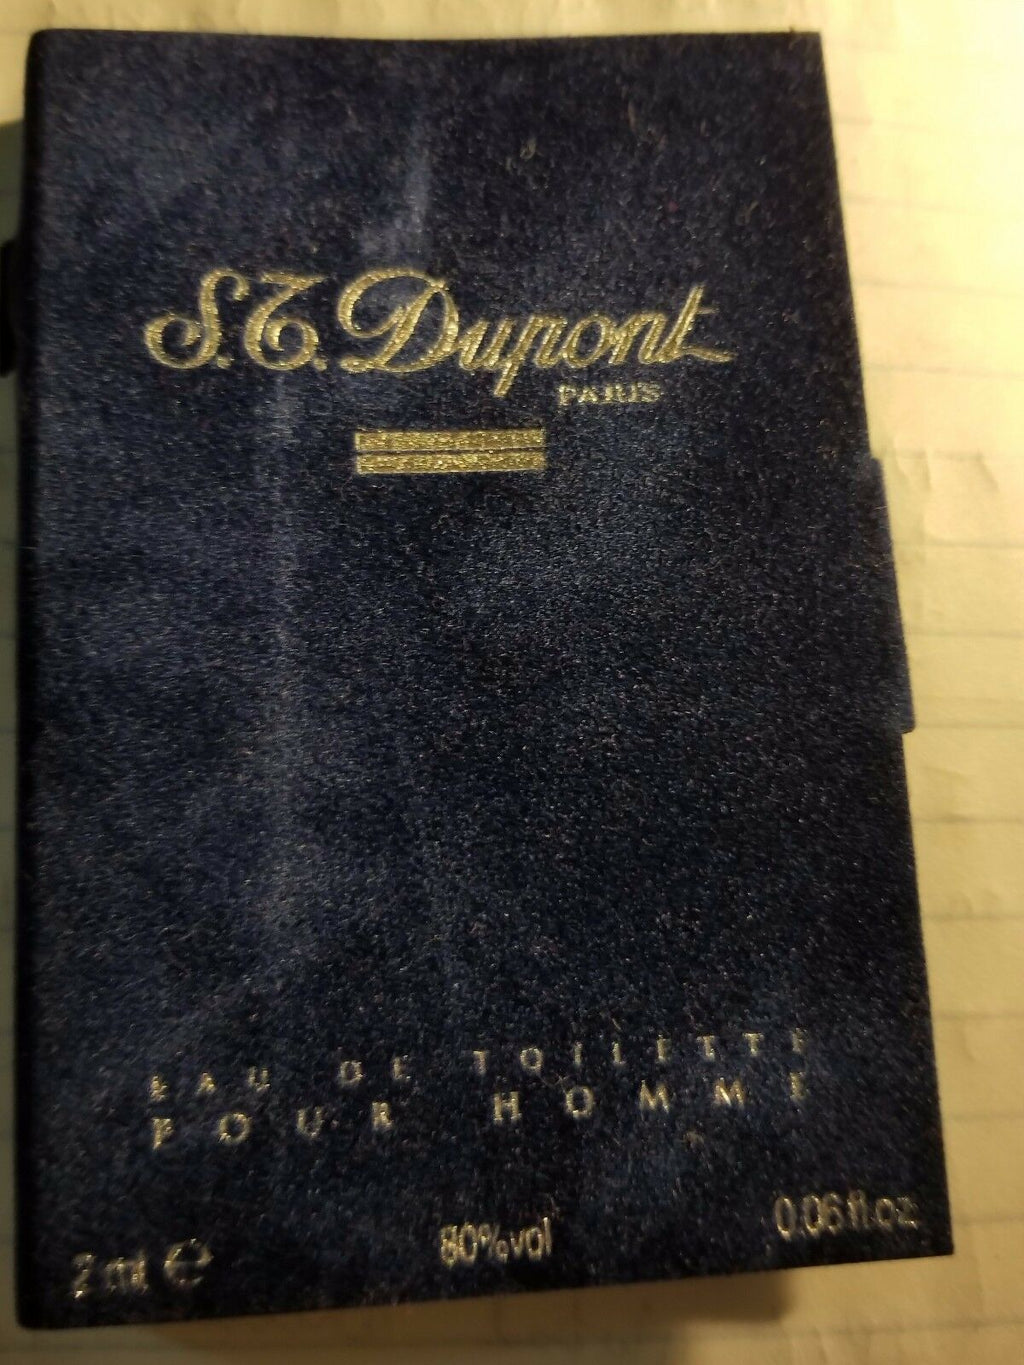 S.T. Dupont
PARIS
EAU DE TOILETTE
POUR HOMME
2 ml ℮ 80%vol 0.06 fl.oz.